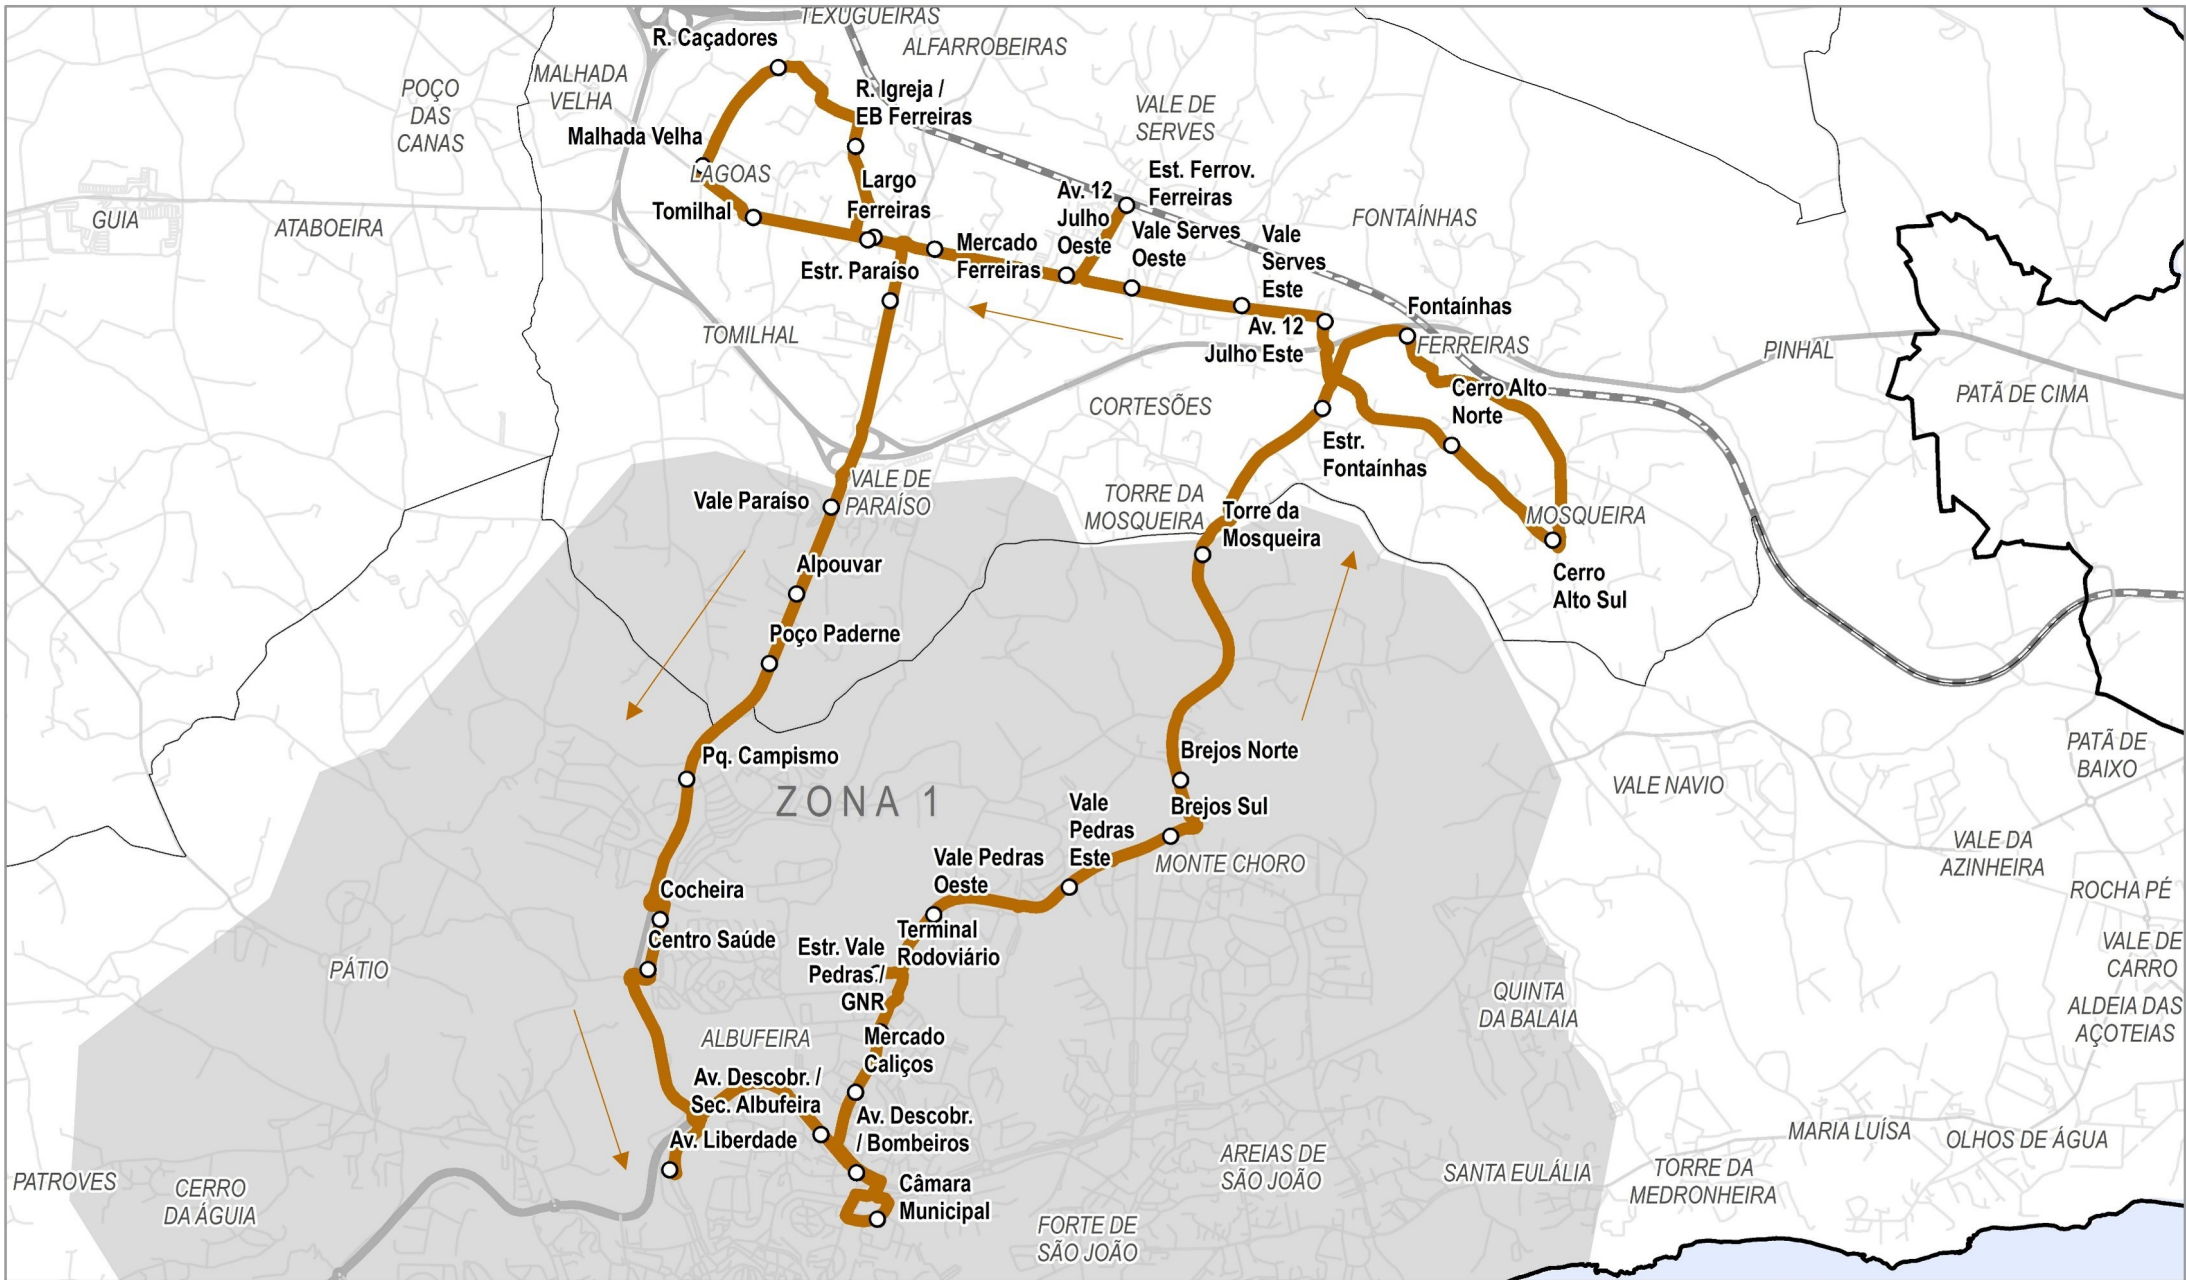 TEXUGUEIRAS
R. Caçadores
ALFARROBEIRAS
MALHADA
VELHA
POÇO
DAS
CANAS
R. Igreja /
EB Ferreiras
VALE DE
SERVES
Malhada Velha
LAGOAS
Largo
Ferreiras
Av. 12
Julho
Oeste
Est. Ferrov.
Ferreiras
Tomilhal
GUIA
ATABOEIRA
FONTAÍNHAS
Vale Serves
Oeste
Vale
Serves
Este
Mercado
Ferreiras
Estr. Paraíso
Fontaínhas
TOMILHAL
Av. 12
Julho Este
FERREIRAS
PINHAL
PATÃ DE CIMA
CORTESÕES
Cerro Alto
Norte
Estr.
Fontaínhas
VALE DE
PARAÍSO
Vale Paraíso
TORRE DA
MOSQUEIRA
Torre da
Mosqueira
MOSQUEIRA
Alpouvar
Cerro
Alto Sul
Poço Paderne
Pq. Campismo
ZONA 1
Brejos Norte
Brejos Sul
VALE NAVIO
PATÃ DE
BAIXO
Vale
Pedras
Este
MONTE CHORO
Vale Pedras
Oeste
VALE DA
AZINHEIRA
ROCHA PÉ
Cocheira
Centro Saúde
Terminal
Rodoviário
Estr. Vale
Pedras /
GNR
PÁTIO
VALE DE
CARRO
QUINTA
DA BALAIA
ALDEIA DAS
AÇOTEIAS
ALBUFEIRA
Mercado
Caliços
Av. Descobr. /
Sec. Albufeira
Av. Descobr.
/ Bombeiros
Av. Liberdade
MARIA LUÍSA
OLHOS DE ÁGUA
PATROVES
CERRO
DA ÁGUIA
Câmara
Municipal
AREIAS DE
SÃO JOÃO
SANTA EULÁLIA
TORRE DA
MEDRONHEIRA
FORTE DE
SÃO JOÃO